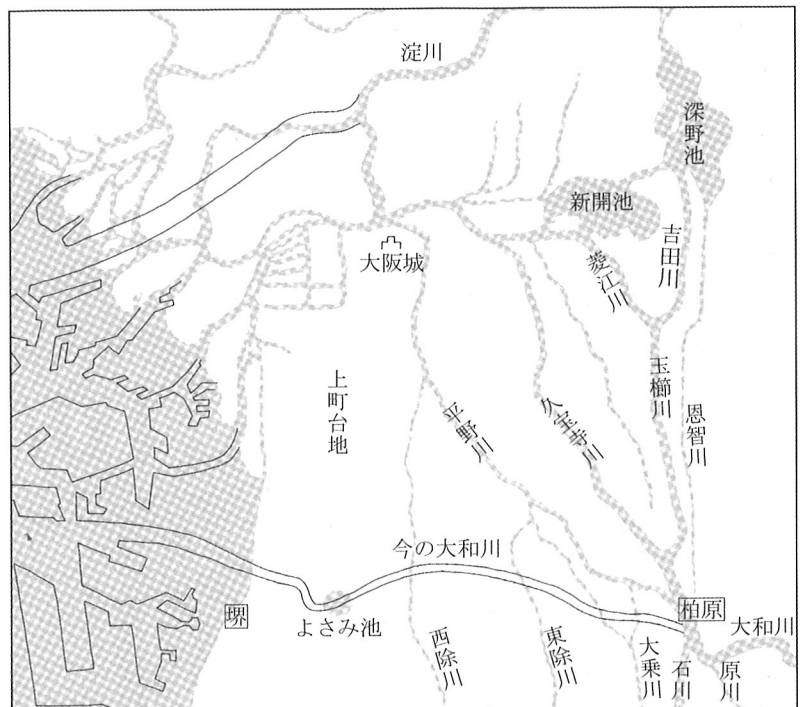 淀川
深野池
新開池
吉田川
菱江川
大阪城
玉櫛川
上町台地
恩智川
久宝寺川
平野川
今の大和川
柏原
堺
よさみ池
大和川
西除川
東除川
大乗川
石川
原川